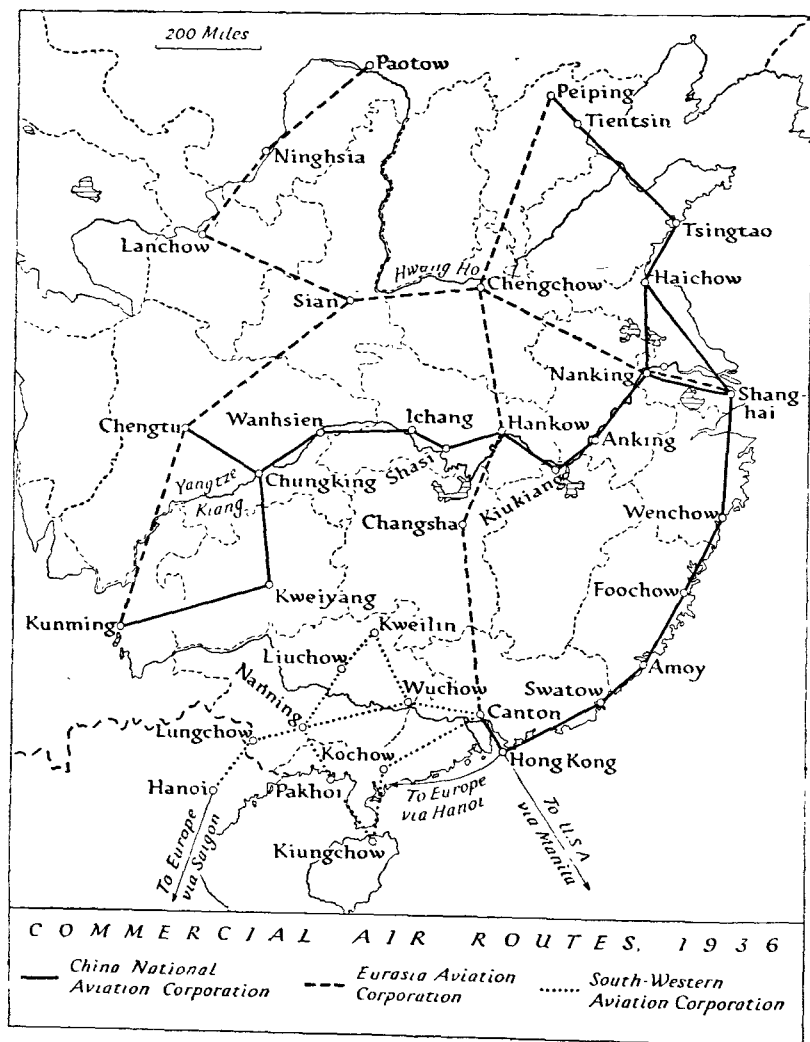 200 Miles
Paotow
Peiping
Tientsin
Ninghsia
Lanchow
Tsingtao
Hwang Ho
Haichow
Chengchow
Sian
Nanking
Shang-
hai
Chengtu
Wanhsien
Ichang
Hankow
Anking
Shasi
Yangtze
Kiang
Chungking
Kiukiang
Changsha
Wenchow
Kweiyang
Foochow
Kunming
Kweilin
Liuchow
Amoy
Nanning
Wuchow
Swatow
Canton
Lungchow
Kochow
Hong Kong
Hanoi
Pakhoi
To Europe
via Hanoi
To U.S.A
via Manila
To Europe
via Saigon
Kiungchow
COMMERCIAL AIR ROUTES, 1936
China National
Aviation Corporation
Eurasia Aviation
Corporation
South-Western
Aviation Corporation